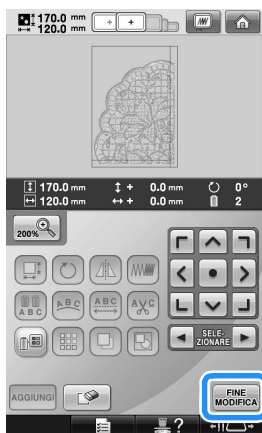 170.0 mm
120.0 mm
170.0 mm + 0.0 mm 0°
120.0 mm + 0.0 mm 2
200%
A B C A B C A B C A C
SELE-
ZIONARE
AGGIUNGI
FINE
MODIFICA
?